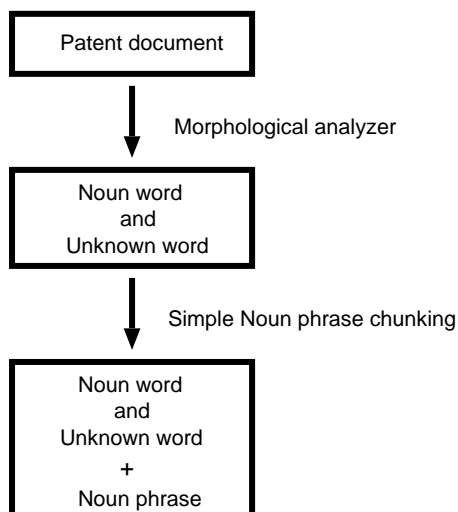 Patent document
Morphological analyzer
Noun word
and
Unknown word
Simple Noun phrase chunking
Noun word
and
Unknown word
+
Noun phrase